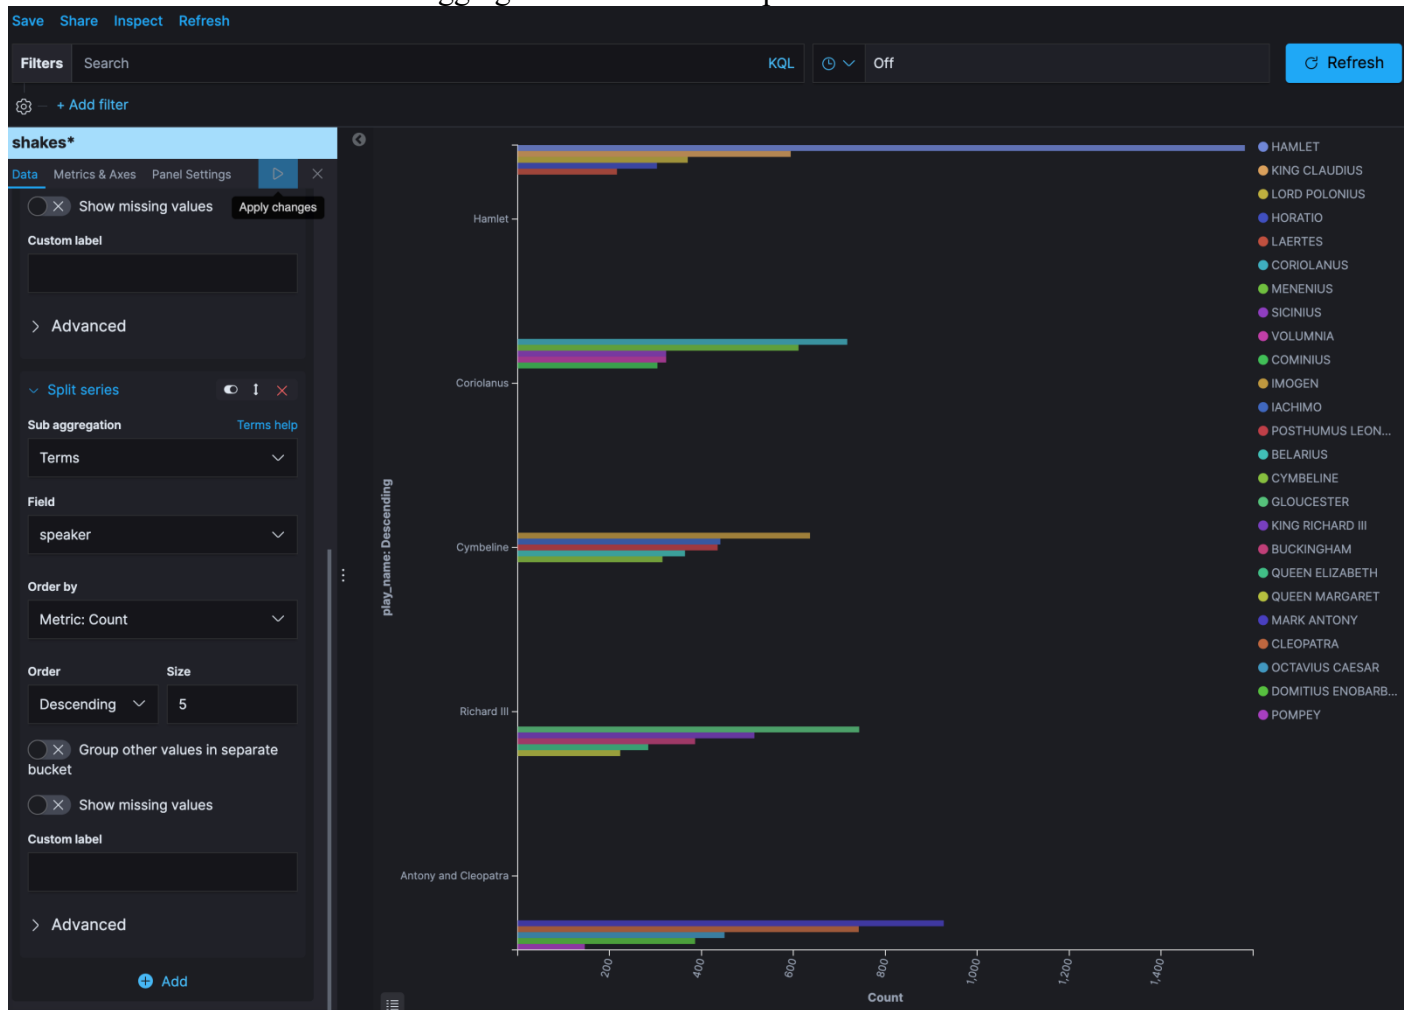 Save Share Inspect Refresh
Filters Search KQL Off Refresh
+ Add filter
shakes*
Data Metrics & Axes Panel Settings
Show missing values
Apply changes
Custom label
Advanced
Split series
Sub aggregation Terms help
Terms
Field
speaker
Order by
Metric: Count
Order Size
Descending 5
Group other values in separate
bucket
Show missing values
Custom label
Advanced
Add
play_name: Descending
Hamlet
Coriolanus
Cymbeline
Richard III
Antony and Cleopatra
200 400 600 800 1,000 1,200 1,400
Count
HAMLET
KING CLAUDIUS
LORD POLONIUS
HORATIO
LAERTES
CORIOLANUS
MENENIUS
SICINIUS
VOLUMNIA
COMINIUS
IMOGEN
IACHIMO
POSTHUMUS LEON...
BELARIUS
CYMBELINE
GLOUCESTER
KING RICHARD III
BUCKINGHAM
QUEEN ELIZABETH
QUEEN MARGARET
MARK ANTONY
CLEOPATRA
OCTAVIUS CAESAR
DOMITIUS ENOBARB...
POMPEY